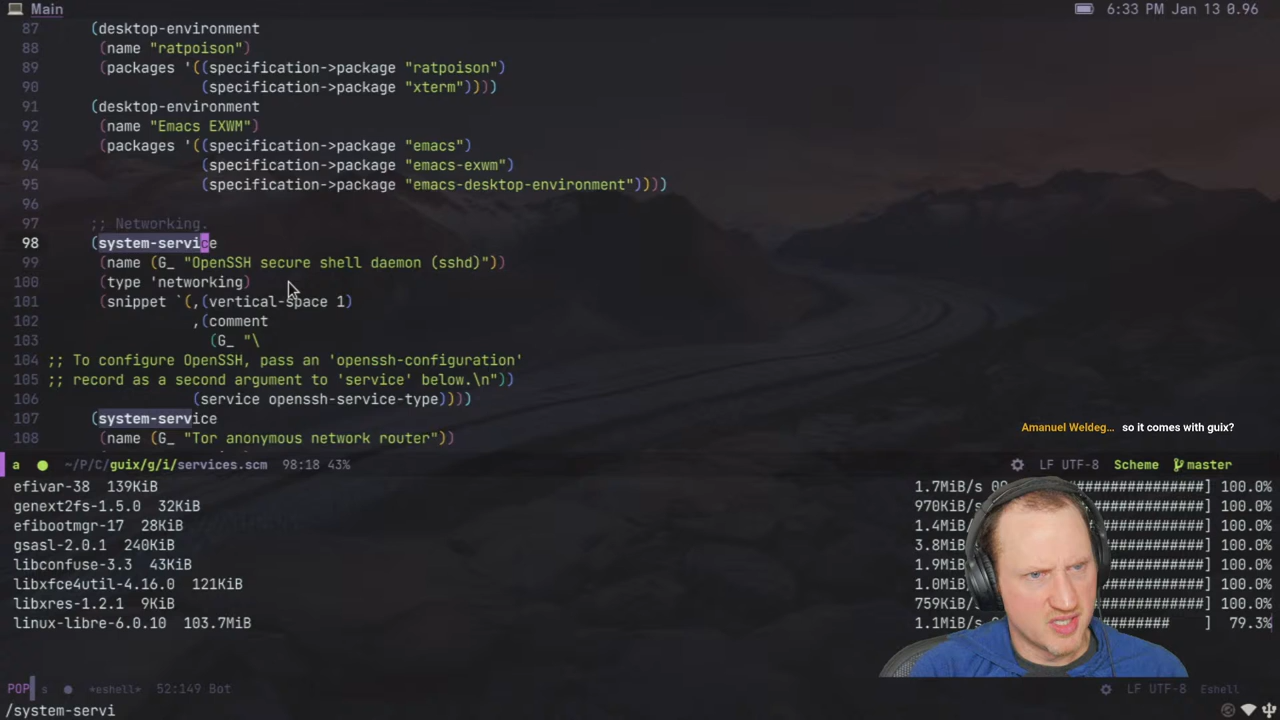 Main
6:33 PM Jan 13 0.96
87 (desktop-environment
88 (name "ratpoison")
89 (packages '((specification->package "ratpoison")
90 (specification->package "xterm"))))
91 (desktop-environment
92 (name "Emacs EXWM")
93 (packages '((specification->package "emacs")
94 (specification->package "emacs-exwm")
95 (specification->package "emacs-desktop-environment"))))
96
97 ;; Networking.
98 (system-service
99 (name (G_ "OpenSSH secure shell daemon (sshd)"))
100 (type 'networking)
101 (snippet `(,(vertical-space 1)
102 ,(comment
103 (G_ "\
104 ;; To configure OpenSSH, pass an 'openssh-configuration'
105 ;; record as a second argument to 'service' below.\n"))
106 (service openssh-service-type))))
107 (system-service
108 (name (G_ "Tor anonymous network router"))
Amanuel Weldeg… so it comes with guix?
a ~/P/C/guix/g/i/services.scm 98:18 43% LF UTF-8 Scheme master
efivar-38 139KiB 1.7MiB/s ################] 100.0%
genext2fs-1.5.0 32KiB 970KiB/s ################] 100.0%
efibootmgr-17 28KiB 1.4MiB ################] 100.0%
gsasl-2.0.1 240KiB 3.8MiB ################] 100.0%
libconfuse-3.3 43KiB 1.9MiB ################] 100.0%
libxfce4util-4.16.0 121KiB 1.0MiB ################] 100.0%
libxres-1.2.1 9KiB 759KiB/ ################] 100.0%
linux-libre-6.0.10 103.7MiB 1.1MiB/s ] 79.3%
POP s *eshell* 52:149 Bot LF UTF-8 Eshell
/system-servi